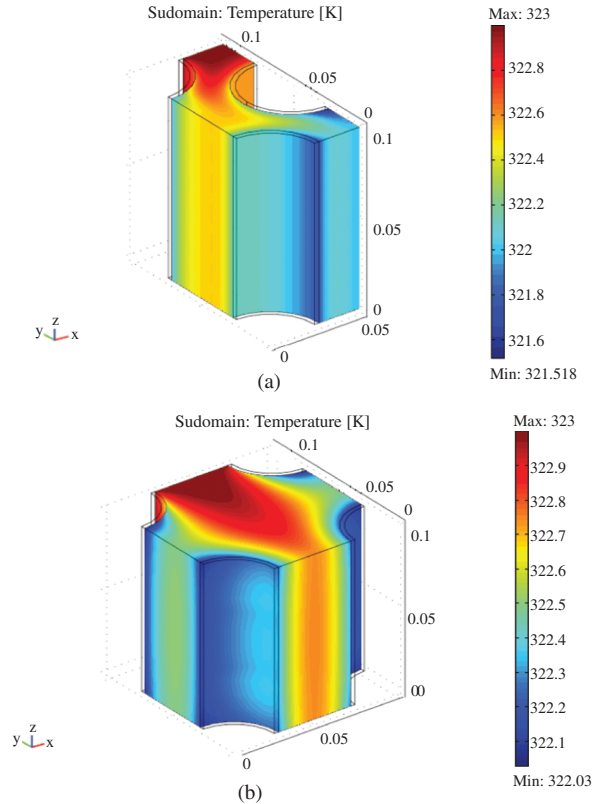 Sudomain: Temperature [K]
Max: 323
0.1
0.05
0
0.1
0.05
0
0.05
0
323
322.8
322.6
322.4
322.2
322
321.8
321.6
Min: 321.518
z
y x
(a)
Sudomain: Temperature [K]
Max: 323
0.1
0.05
0
0.1
0.05
00
0.05
0
322.9
322.8
322.7
322.6
322.5
322.4
322.3
322.2
322.1
Min: 322.03
z
y x
(b)